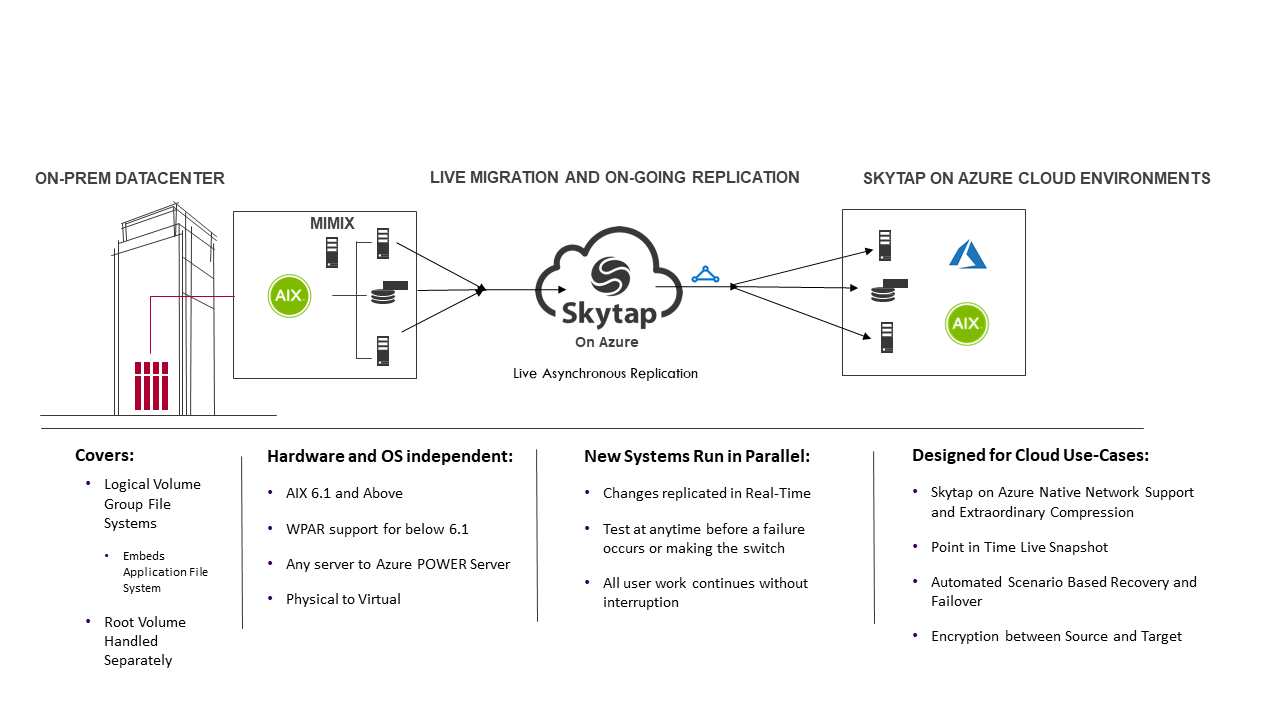 ON-PREM DATACENTER
LIVE MIGRATION AND ON-GOING REPLICATION
SKYTAP ON AZURE CLOUD ENVIRONMENTS
MIMIX
AIX
Skytap
On Azure
Live Asynchronous Replication
AIX
Covers:
• Logical Volume
Group File
Systems
• Embeds
Application File
System
• Root Volume
Handled
Separately
Hardware and OS independent:
• AIX 6.1 and Above
• WPAR support for below 6.1
• Any server to Azure POWER Server
• Physical to Virtual
New Systems Run in Parallel:
• Changes replicated in Real-Time
• Test at anytime before a failure
occurs or making the switch
• All user work continues without
interruption
Designed for Cloud Use-Cases:
• Skytap on Azure Native Network Support
and Extraordinary Compression
• Point in Time Live Snapshot
• Automated Scenario Based Recovery and
Failover
• Encryption between Source and Target